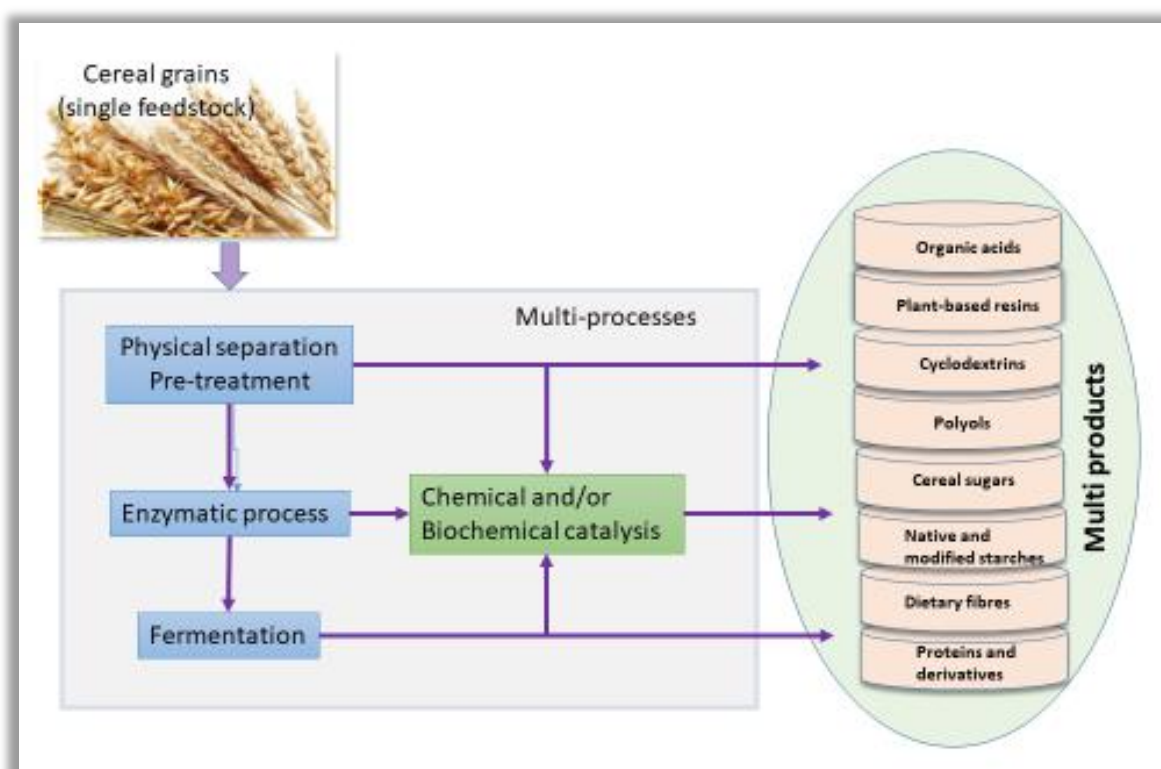 Cereal grains
(single feedstock)
Multi-processes
Physical separation
Pre-treatment
Enzymatic process
Chemical and/or
Biochemical catalysis
Fermentation
Organic acids
Plant-based resins
Cyclodextrins
Polyols
Cereal sugars
Native and
modified starches
Dietary fibres
Proteins and
derivatives
Multi products